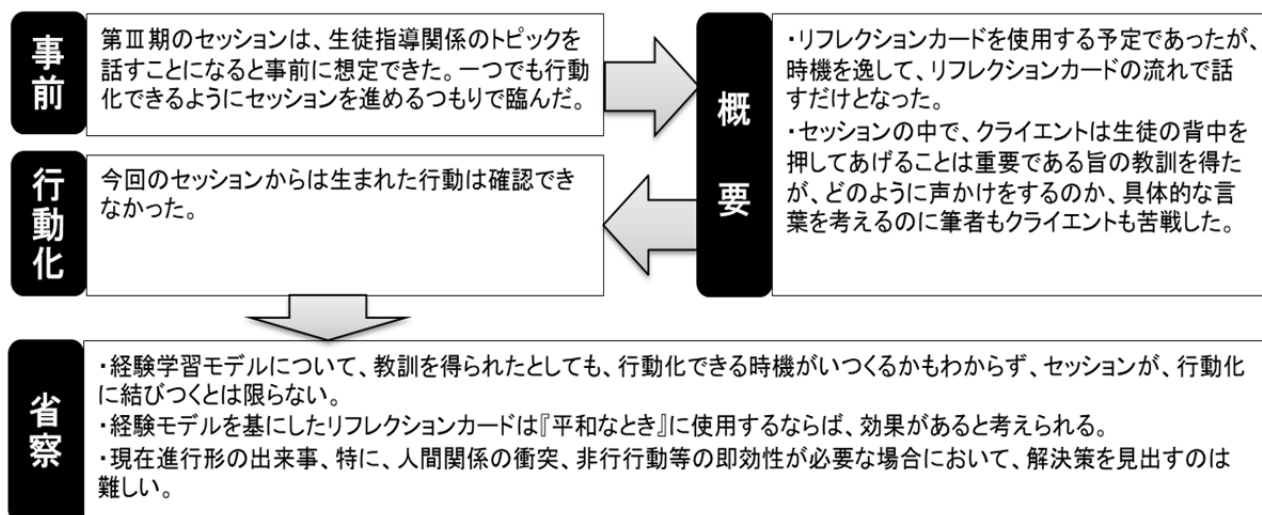 事前
第Ⅲ期のセッションは、生徒指導関係のトピックを
話すことになると事前に想定できた。一つでも行動
化できるようにセッションを進めるつもりで臨んだ。
概要
・リフレクションカードを使用する予定であったが、
時機を逸して、リフレクションカードの流れで話
すだけとなった。
・セッションの中で、クライエントは生徒の背中を
押してあげることは重要である旨の教訓を得た
が、どのように声かけをするのか、具体的な言
葉を考えるのに筆者もクライエントも苦戦した。
行動化
今回のセッションからは生まれた行動は確認でき
なかった。
省察
・経験学習モデルについて、教訓を得られたとしても、行動化できる時機がいつくるかもわからず、セッションが、行動化
に結びつくとは限らない。
・経験モデルを基にしたリフレクションカードは『平和なとき』に使用するならば、効果があると考えられる。
・現在進行形の出来事、特に、人間関係の衝突、非行行動等の即効性が必要な場合において、解決策を見出すのは
難しい。